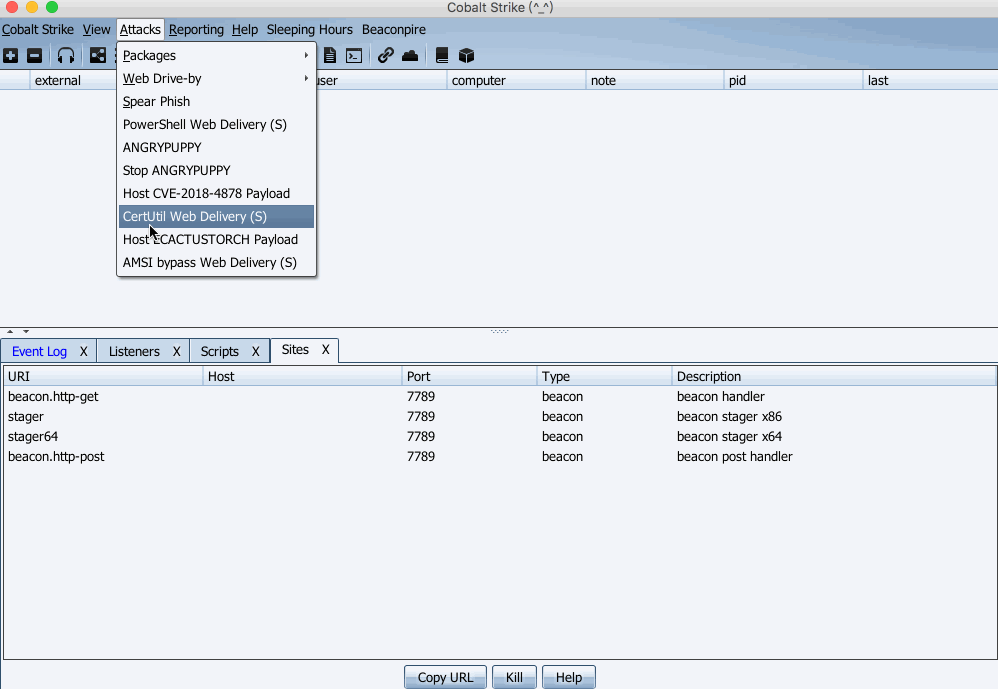 Cobalt Strike (^_^)
Cobalt Strike View Attacks Reporting Help Sleeping Hours Beaconpire
Packages
Web Drive-by
Spear Phish
PowerShell Web Delivery (S)
ANGRYPUPPY
Stop ANGRYPUPPY
Host CVE-2018-4878 Payload
CertUtil Web Delivery (S)
Host CACTUSTORCH Payload
AMSI bypass Web Delivery (S)
external user computer note pid last
Event Log X Listeners X Scripts X Sites X
URI Host Port Type Description
beacon.http-get 7789 beacon beacon handler
stager 7789 beacon beacon stager x86
stager64 7789 beacon beacon stager x64
beacon.http-post 7789 beacon beacon post handler
Copy URL Kill Help